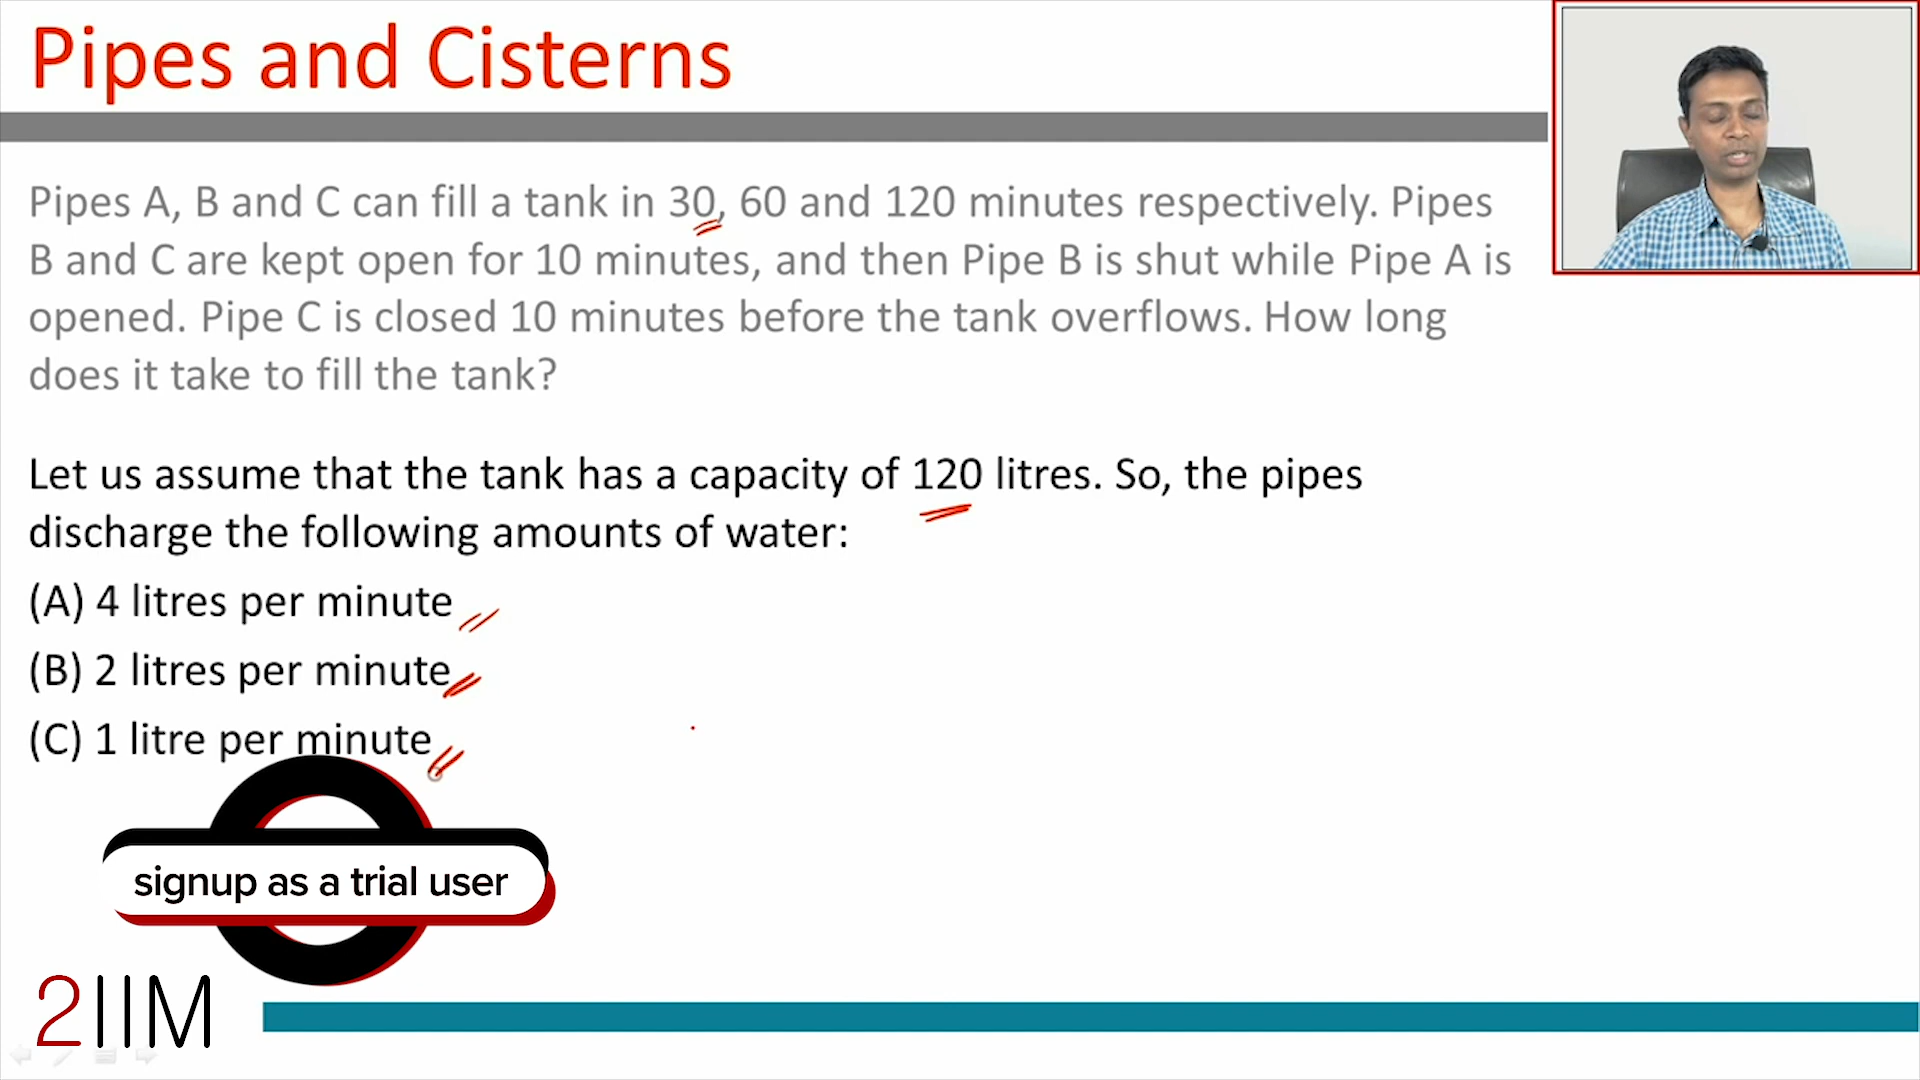 Pipes and Cisterns
Pipes A, B and C can fill a tank in 30, 60 and 120 minutes respectively. Pipes
B and C are kept open for 10 minutes, and then Pipe B is shut while Pipe A is
opened. Pipe C is closed 10 minutes before the tank overflows. How long
does it take to fill the tank?
Let us assume that the tank has a capacity of 120 litres. So, the pipes
discharge the following amounts of water:
(A) 4 litres per minute
(B) 2 litres per minute
(C) 1 litre per minute
signup as a trial user
2IIM